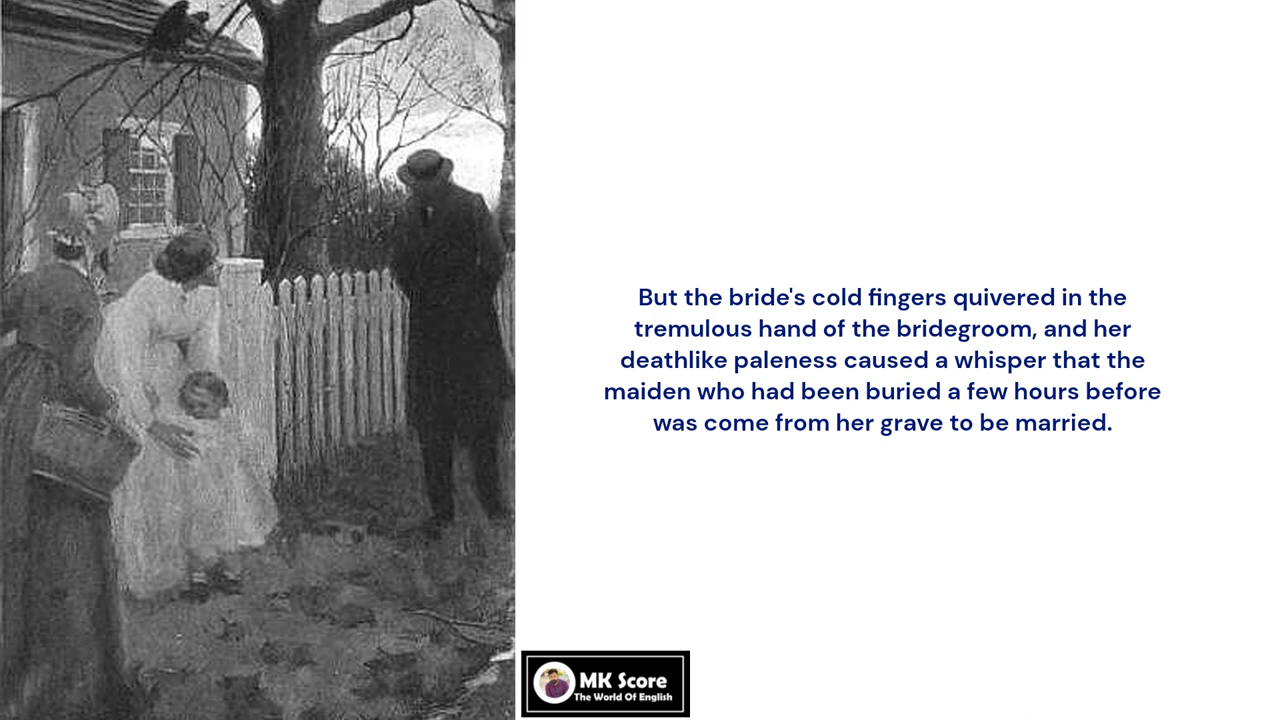 But the bride's cold fingers quivered in the
tremulous hand of the bridegroom, and her
deathlike paleness caused a whisper that the
maiden who had been buried a few hours before
was come from her grave to be married.
MK Score
The World Of English